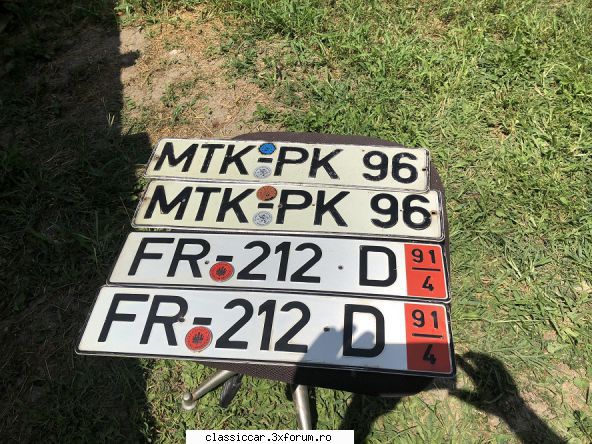 MTK-PK 96
MTK-PK 96
FR-212 D 91/4
FR-212 D 91/4
classiccar.3xforum.ro